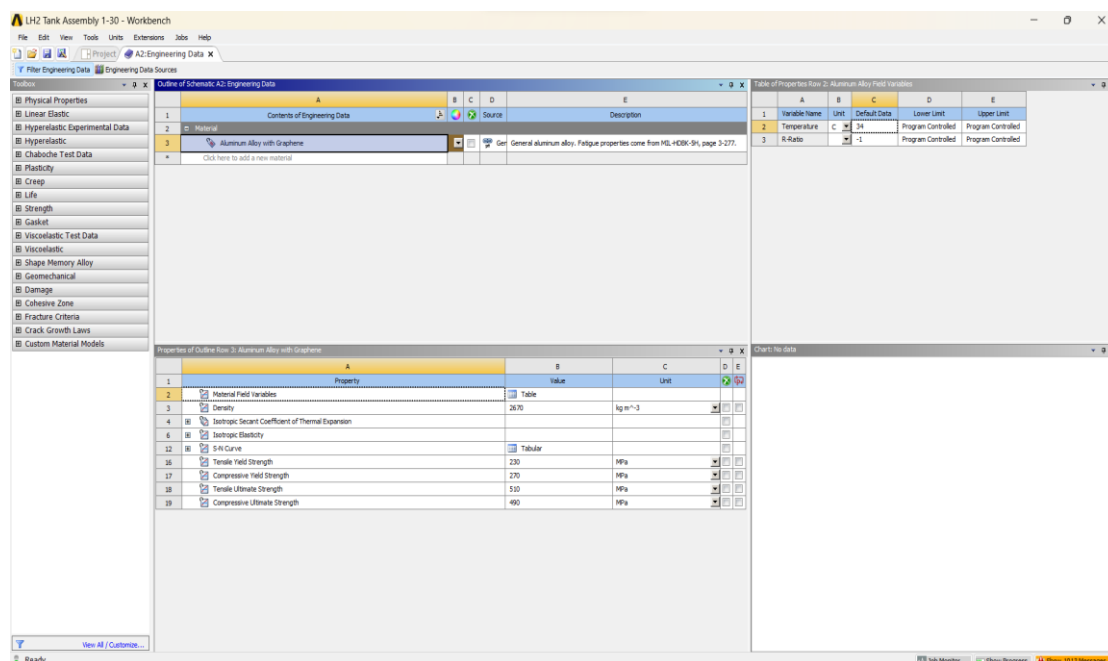 LH2 Tank Assembly 1-30 - Workbench
File Edit View Tools Units Extensions Jobs Help
Project A2:Engineering Data x
Filter Engineering Data Engineering Data Sources
Toolbox
Physical Properties
Linear Elastic
Hyperelastic Experimental Data
Hyperelastic
Chaboche Test Data
Plasticity
Creep
Life
Strength
Gasket
Viscoelastic Test Data
Viscoelastic
Shape Memory Alloy
Geomechanical
Damage
Cohesive Zone
Fracture Criteria
Crack Growth Laws
Custom Material Models
View All / Customize...
Outline of Schematic A2: Engineering Data
A B C D E
1 Contents of Engineering Data Source Description
2 Material
3 Aluminum Alloy with Graphene Ger General aluminum alloy. Fatigue properties come from MIL-HDBK-5H, page 3-277.
* Click here to add a new material
Table of Properties Row 2: Aluminum Alloy Field Variables
A B C D E
1 Variable Name Unit Default Data Lower Limit Upper Limit
2 Temperature C 34 Program Controlled Program Controlled
3 R-Ratio -1 Program Controlled Program Controlled
Properties of Outline Row 3: Aluminum Alloy with Graphene
A B C D E
1 Property Value Unit
2 Material Field Variables Table
3 Density 2670 kg m^-3
4 Isotropic Secant Coefficient of Thermal Expansion
6 Isotropic Elasticity
12 S-N Curve Tabular
16 Tensile Yield Strength 230 MPa
17 Compressive Yield Strength 270 MPa
18 Tensile Ultimate Strength 510 MPa
19 Compressive Ultimate Strength 490 MPa
Chart: No data
Ready
Job Monitor... Show Progress